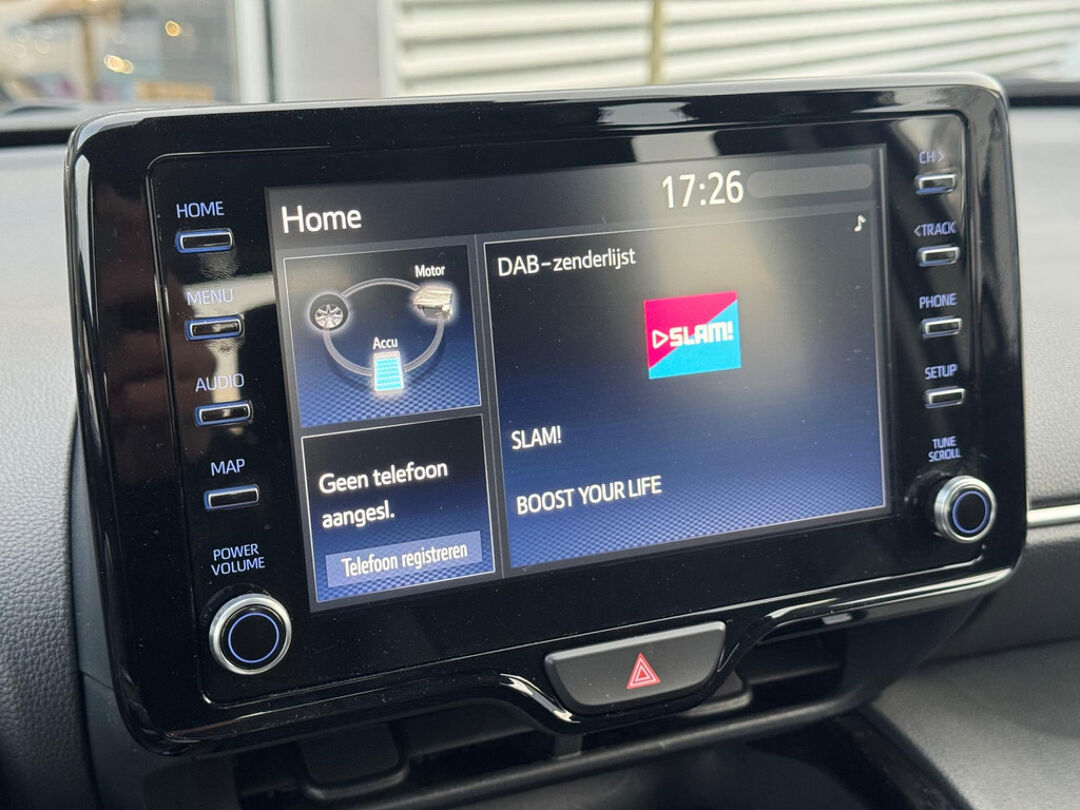 HOME
MENU
AUDIO
MAP
POWER
VOLUME
Home
17:26
Motor
Accu
Geen telefoon
aangesl.
Telefoon registreren
DAB-zenderlijst
SLAM!
SLAM!
BOOST YOUR LIFE
CH>
<TRACK
PHONE
SETUP
TUNE
SCROLL